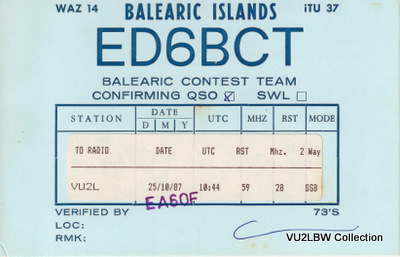 WAZ 14 BALEARIC ISLANDS iTU 37
ED6BCT
BALEARIC CONTEST TEAM
CONFIRMING QSO SWL
STATION DATE UTC MHZ RST MODE
D M Y
TO RADIO DATE UTC RST Mhz. 2 Way
VU2L 25/10/87 10:44 59 28 SSB
EA6OF
VERIFIED BY 73'S
LOC:
RMK:
VU2LBW Collection